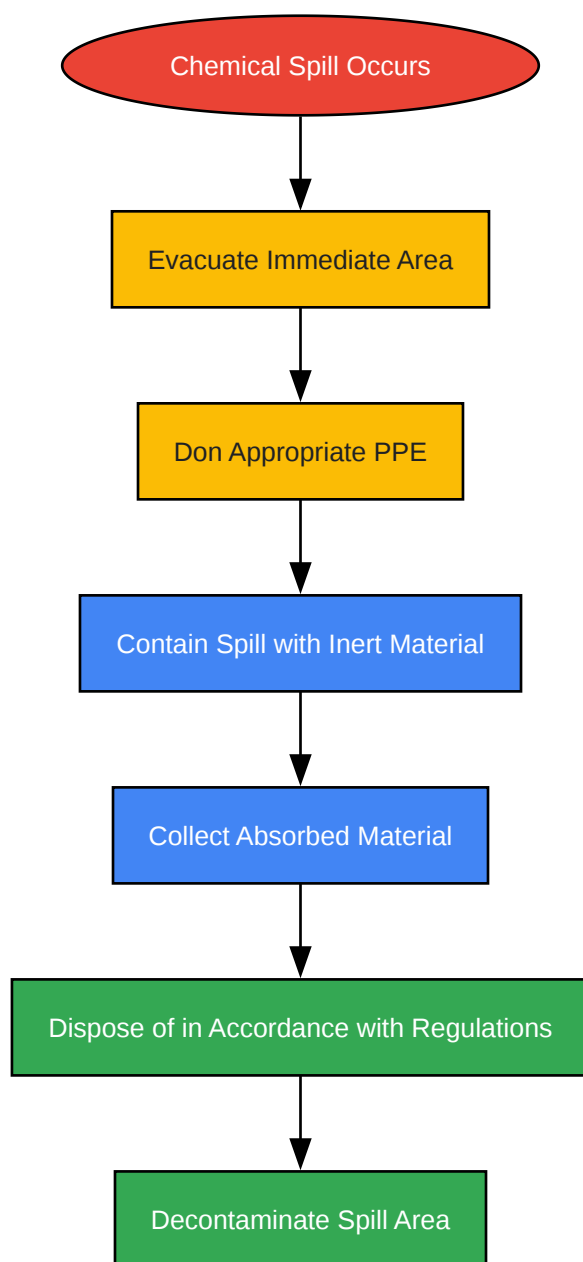 Chemical Spill Occurs
Evacuate Immediate Area
Don Appropriate PPE
Contain Spill with Inert Material
Collect Absorbed Material
Dispose of in Accordance with Regulations
Decontaminate Spill Area